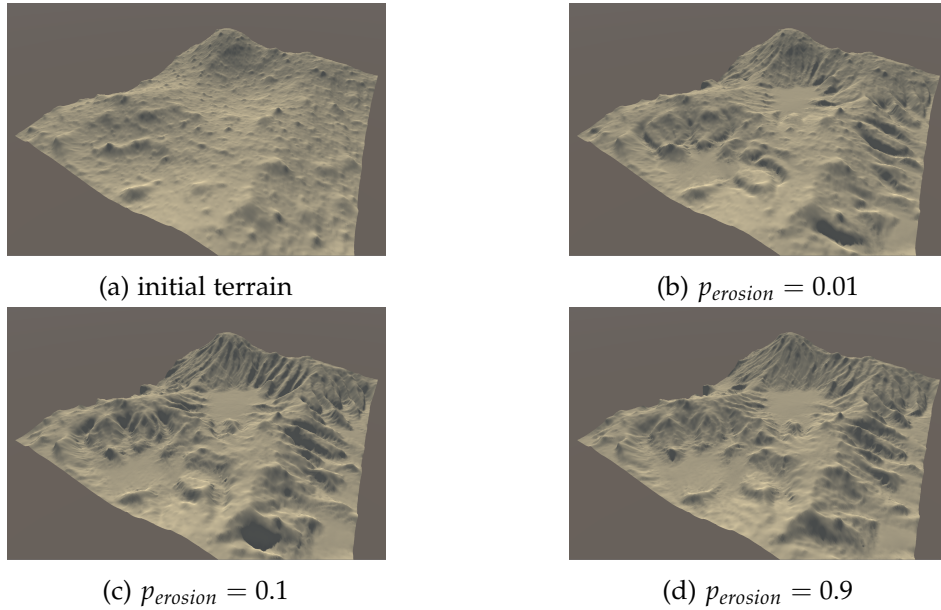 (a) initial terrain
(b) p_erosion = 0.01
(c) p_erosion = 0.1
(d) p_erosion = 0.9